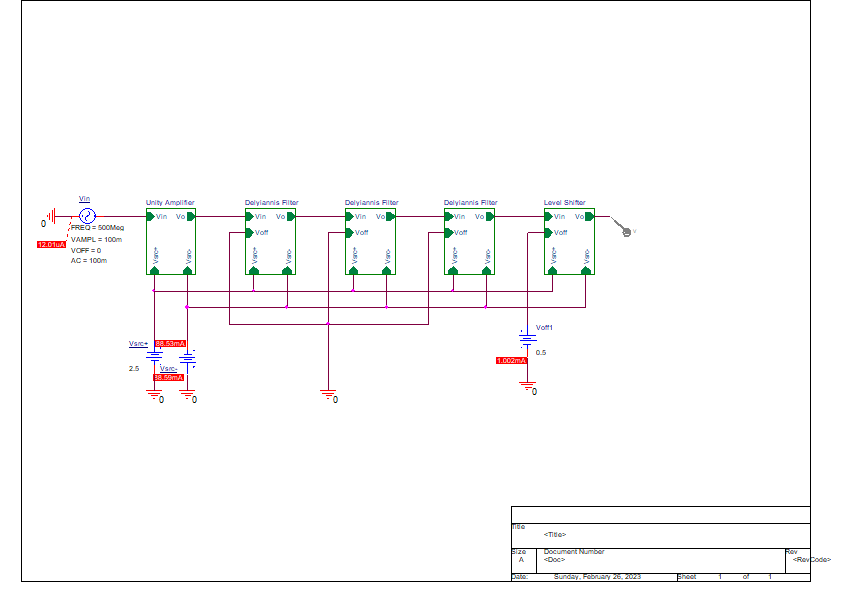 Vin
0
FREQ = 500Meg
VAMPL = 100m
VOFF = 0
AC = 100m
12.01uA
Unity Amplifier
Vin Vo
Vsrc+ Vsrc-
Delyiannis Filter
Vin Vo
Voff
Vsrc+ Vsrc-
Delyiannis Filter
Vin Vo
Voff
Vsrc+ Vsrc-
Delyiannis Filter
Vin Vo
Voff
Vsrc+ Vsrc-
Level Shifter
Vin Vo
Voff
Vsrc+ Vsrc-
V
Vsrc+
88.53mA
2.5
Vsrc-
88.59mA
0
0
0
Voff1
0.5
1.002mA
0
Title
<Title>
Size
A
Document Number
<Doc>
Rev
<RevCode>
Date: Sunday, February 26, 2023 Sheet 1 of 1